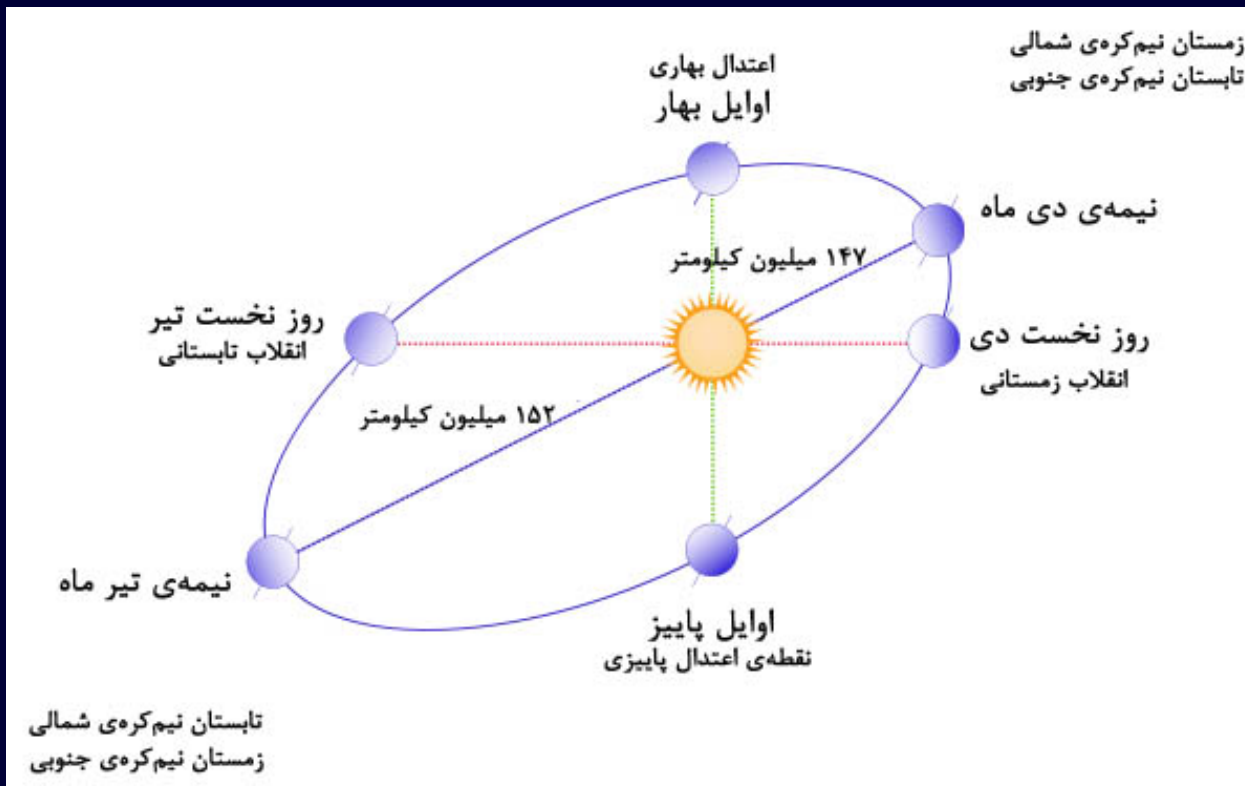 زمستان نیم‌کره‌ی شمالی
تابستان نیم‌کره‌ی جنوبی
اعتدال بهاری
اوایل بهار
نیمه‌ی دی ماه
۱۴۷ میلیون کیلومتر
روز نخست تیر
انقلاب تابستانی
روز نخست دی
انقلاب زمستانی
۱۵۲ میلیون کیلومتر
نیمه‌ی تیر ماه
اوایل پاییز
نقطه‌ی اعتدال پاییزی
تابستان نیم‌کره‌ی شمالی
زمستان نیم‌کره‌ی جنوبی